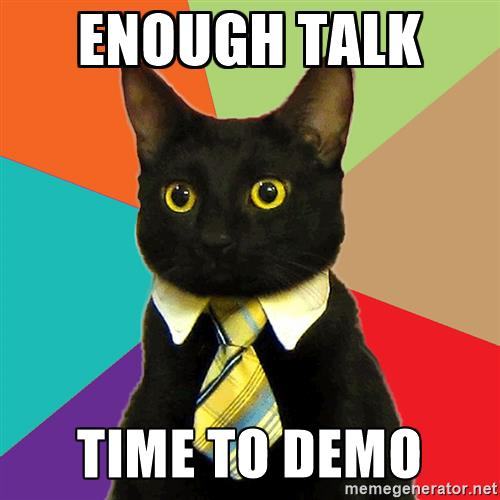 ENOUGH TALK
TIME TO DEMO
memegenerator.net